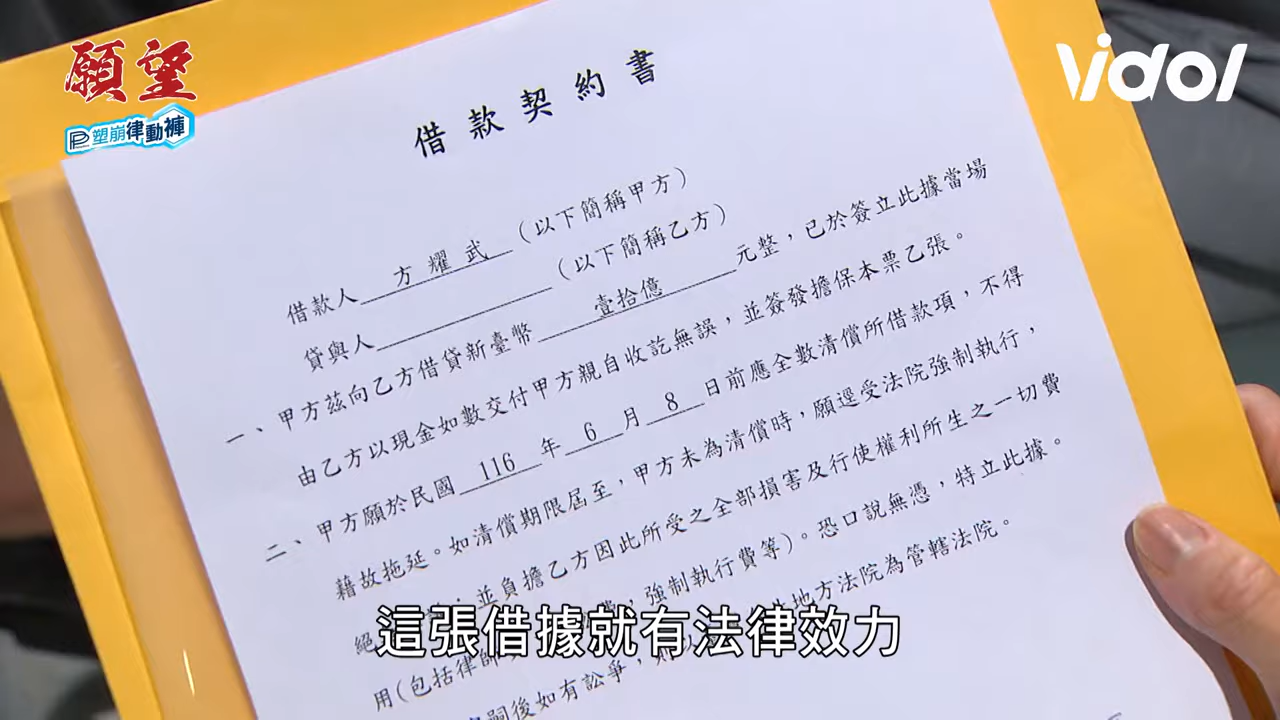 願望
塑崩律動褲
Vidol
借款契約書
借款人 方耀武 (以下簡稱甲方)
貸與人 (以下簡稱乙方)
一、甲方茲向乙方借貸新臺幣 壹拾億 元整，已於簽立此據當場
由乙方以現金如數交付甲方親自收訖無誤，並簽發擔保本票乙張。
二、甲方願於民國 116 年 6 月 8 日前應全數清償所借款項，不得
藉故拖延。如清償期限屆至，甲方未為清償時，願逕受法院強制執行，
絕 並負擔乙方因此所受之全部損害及行使權利所生之一切費
用(包括律師 費，強制執行費等)。恐口說無憑，特立此據。
嗣後如有訟爭， 地方法院為管轄法院。
這張借據就有法律效力